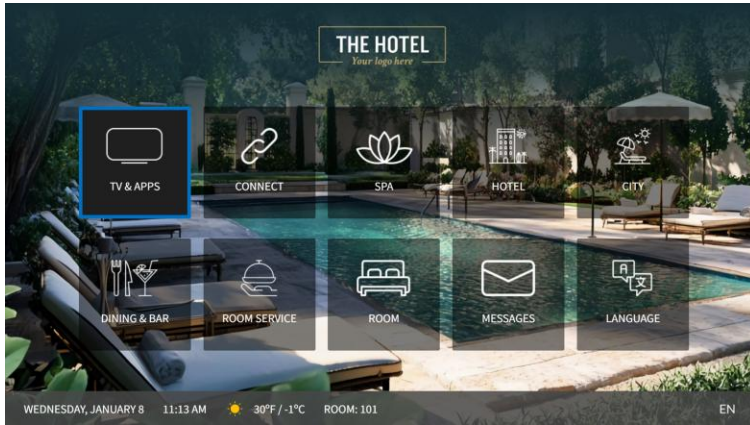 THE HOTEL
Your logo here
TV & APPS
CONNECT
SPA
HOTEL
CITY
DINING & BAR
ROOM SERVICE
ROOM
MESSAGES
A
文
LANGUAGE
WEDNESDAY, JANUARY 8 11:13 AM 30°F / -1°C ROOM: 101 EN